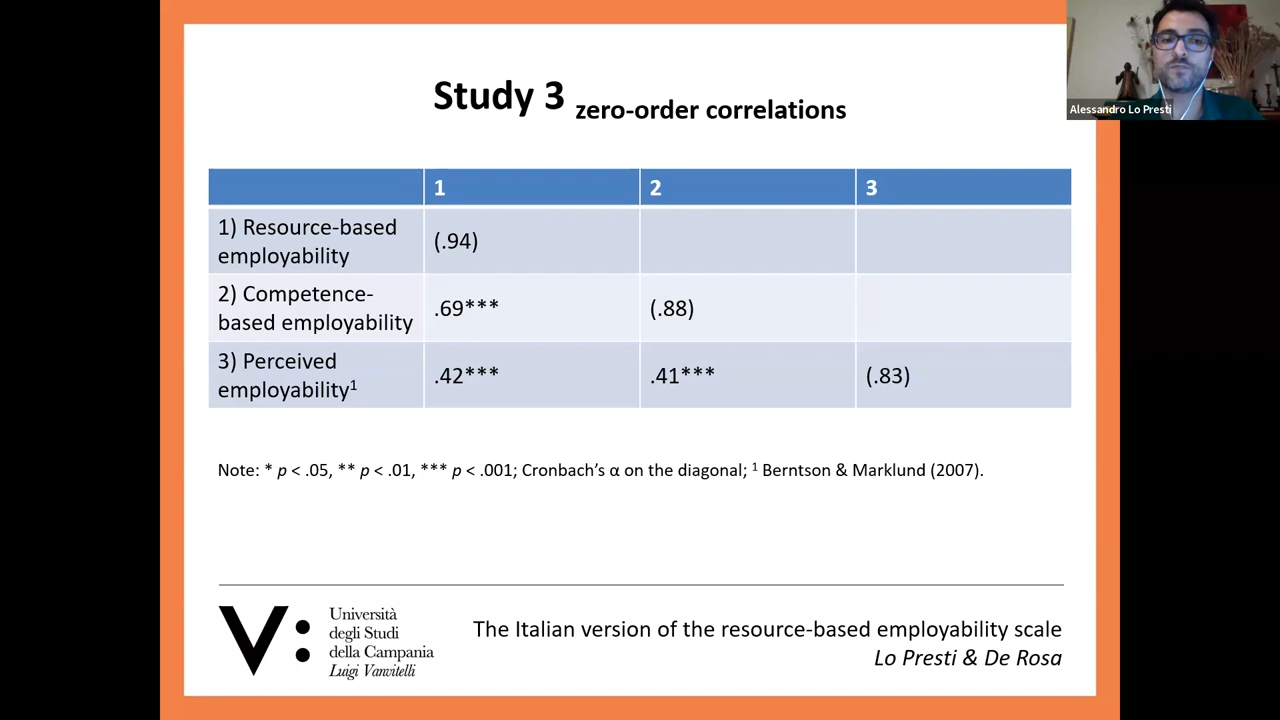 Alessandro Lo Presti
Study 3 zero-order correlations
1 2 3
1) Resource-based
employability
(.94)
2) Competence-
based employability
.69*** (.88)
3) Perceived
employability¹
.42*** .41*** (.83)
Note: * p < .05, ** p < .01, *** p < .001; Cronbach's α on the diagonal; ¹ Berntson & Marklund (2007).
V:
Università
degli Studi
della Campania
Luigi Vanvitelli
The Italian version of the resource-based employability scale
Lo Presti & De Rosa